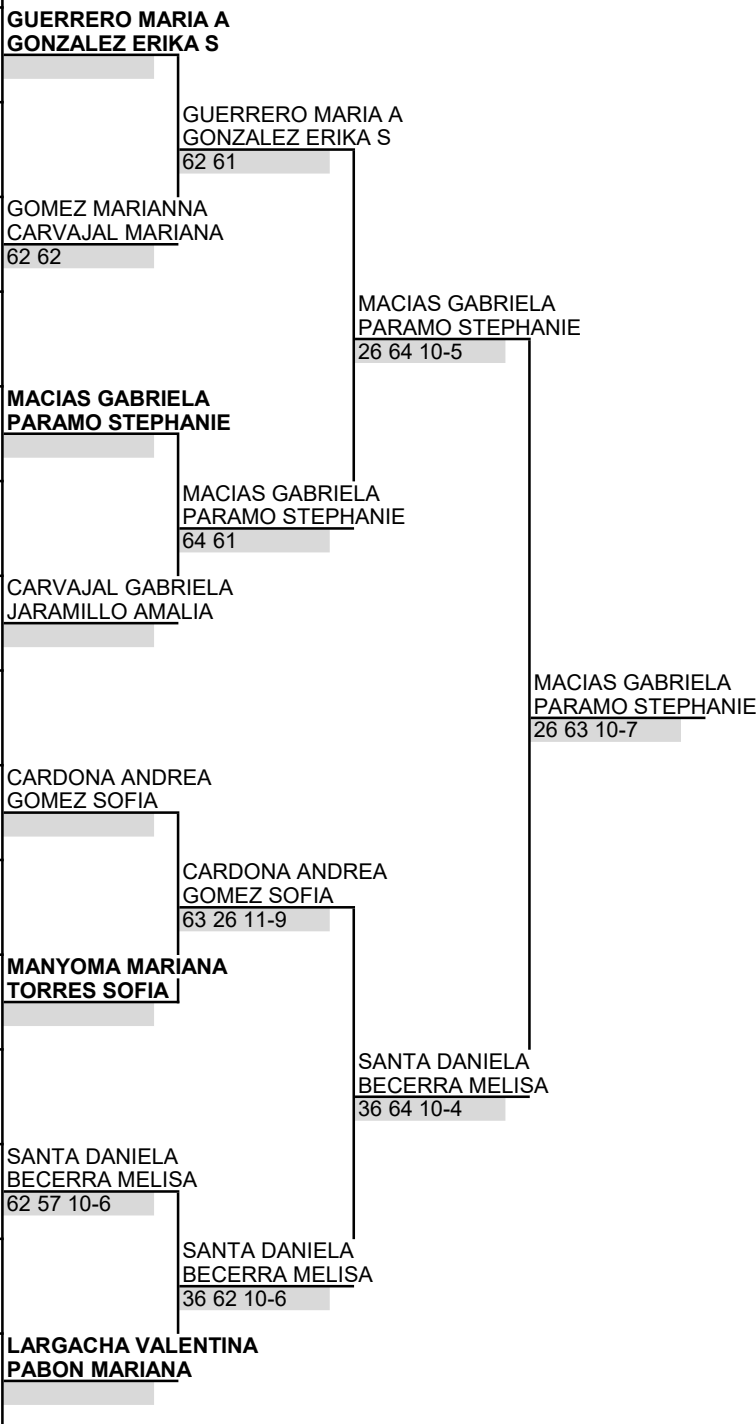 GUERRERO MARIA A
GONZALEZ ERIKA S
GUERRERO MARIA A
GONZALEZ ERIKA S
62 61
GOMEZ MARIANNA
CARVAJAL MARIANA
62 62
MACIAS GABRIELA
PARAMO STEPHANIE
26 64 10-5
MACIAS GABRIELA
PARAMO STEPHANIE
MACIAS GABRIELA
PARAMO STEPHANIE
64 61
CARVAJAL GABRIELA
JARAMILLO AMALIA
MACIAS GABRIELA
PARAMO STEPHANIE
26 63 10-7
CARDONA ANDREA
GOMEZ SOFIA
CARDONA ANDREA
GOMEZ SOFIA
63 26 11-9
MANYOMA MARIANA
TORRES SOFIA
SANTA DANIELA
BECERRA MELISA
36 64 10-4
SANTA DANIELA
BECERRA MELISA
62 57 10-6
SANTA DANIELA
BECERRA MELISA
36 62 10-6
LARGACHA VALENTINA
PABON MARIANA